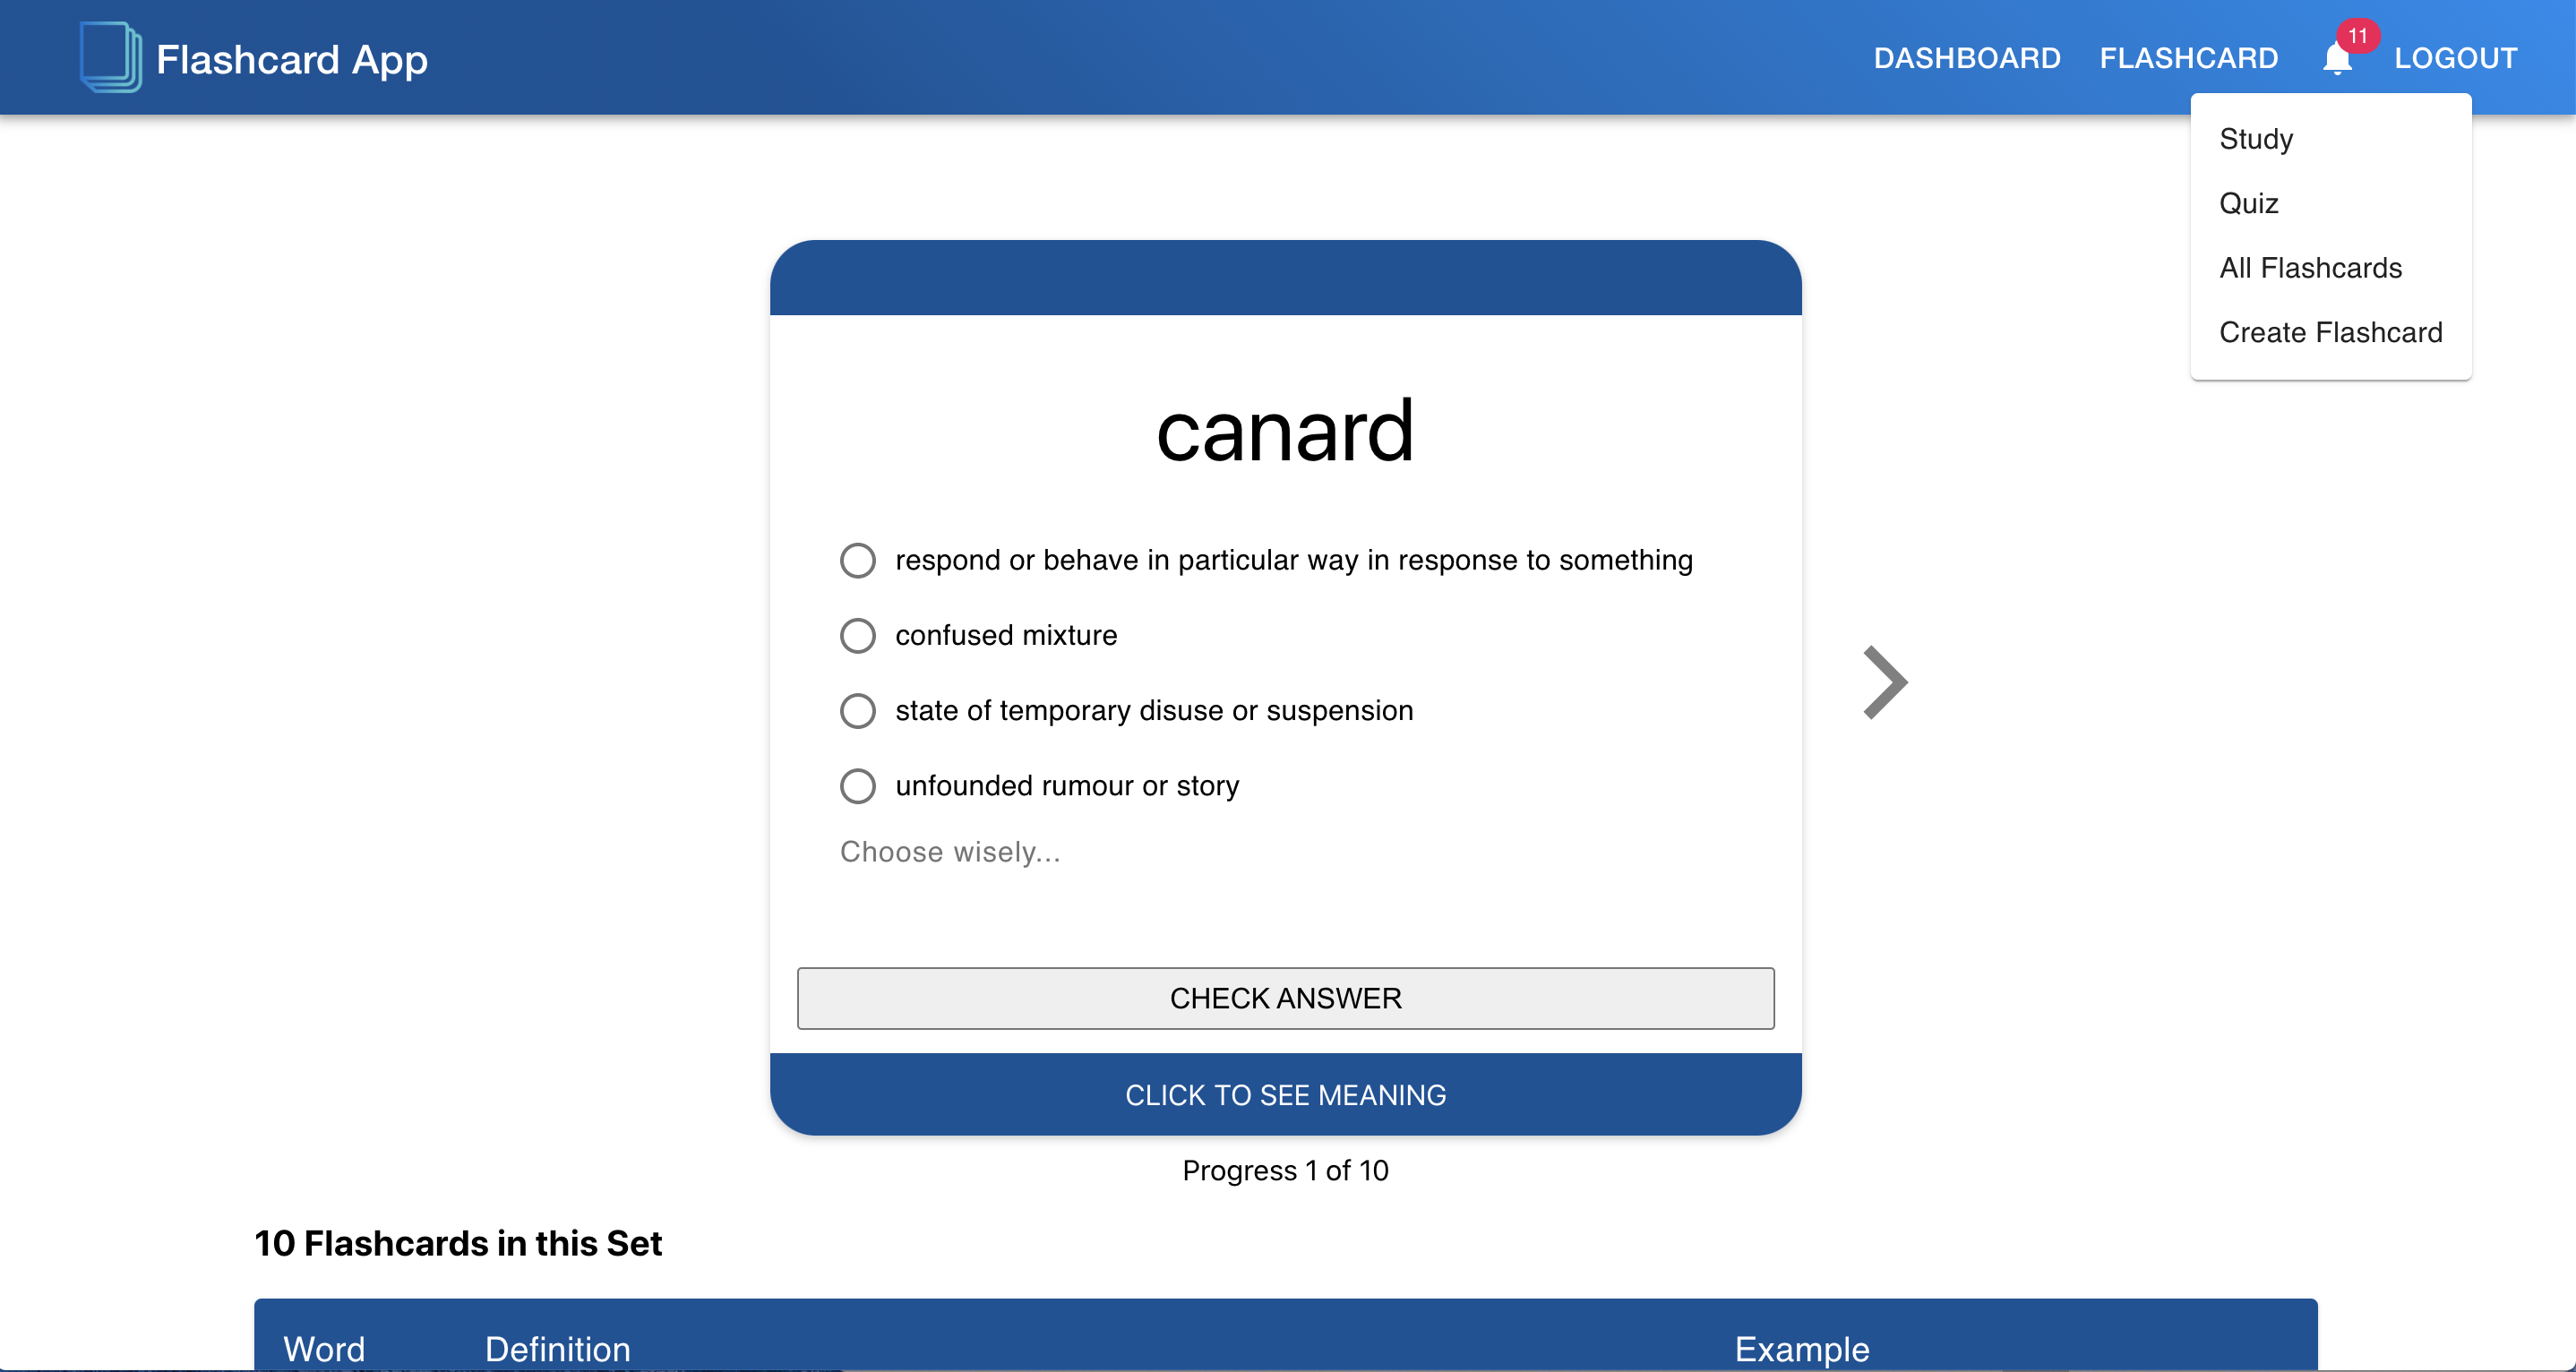 Flashcard App
DASHBOARD
FLASHCARD
11
LOGOUT
Study
Quiz
All Flashcards
Create Flashcard
canard
respond or behave in particular way in response to something
confused mixture
state of temporary disuse or suspension
unfounded rumour or story
Choose wisely...
CHECK ANSWER
CLICK TO SEE MEANING
Progress 1 of 10
10 Flashcards in this Set
Word Definition Example